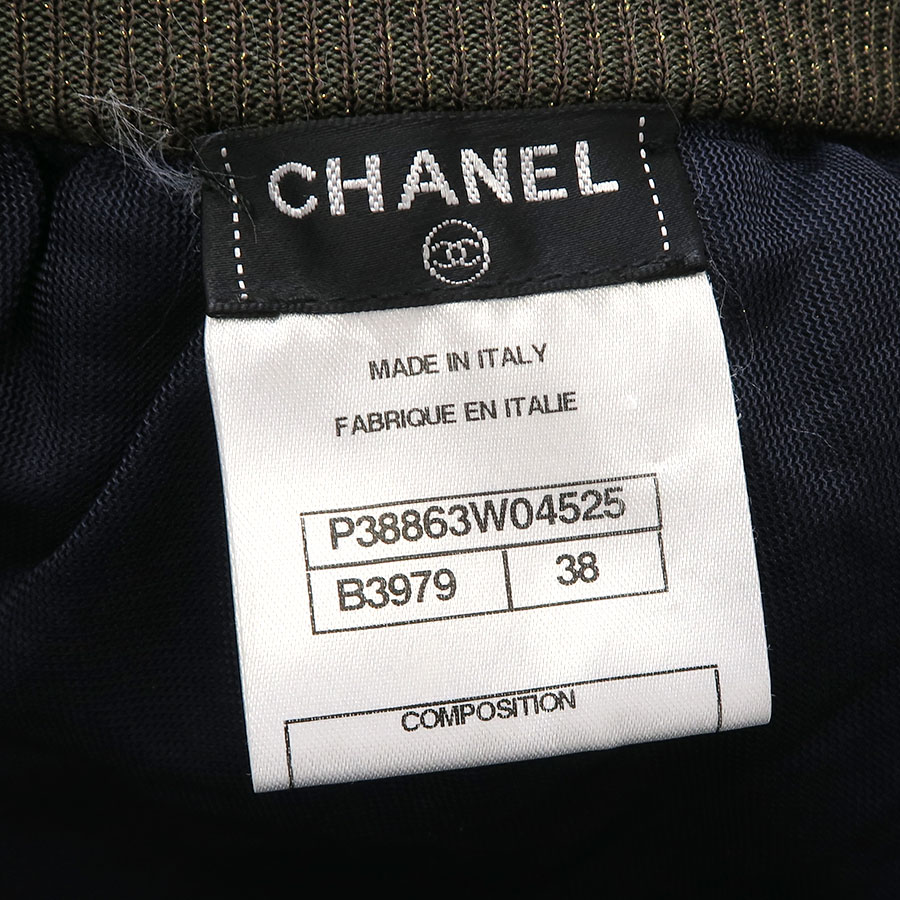 CHANEL
MADE IN ITALY
FABRIQUE EN ITALIE
P38863W04525
B3979 38
COMPOSITION